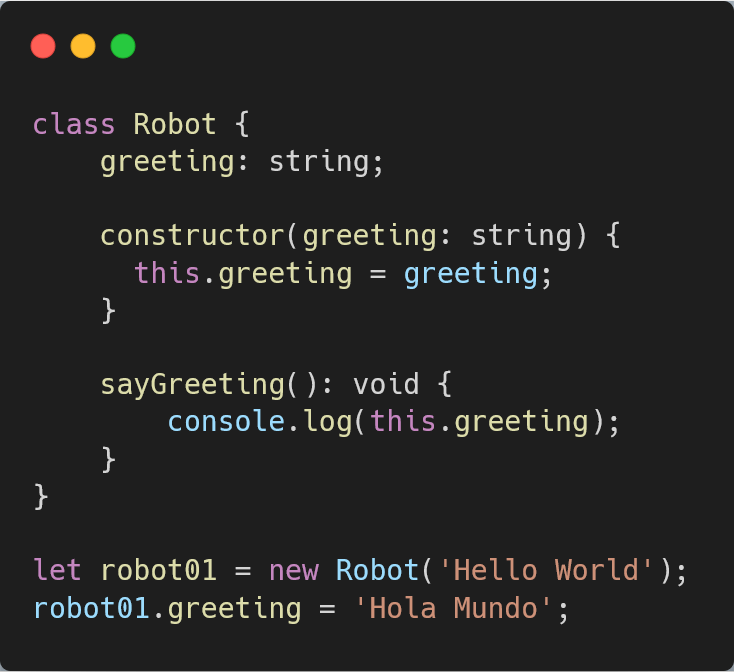 class Robot {
    greeting: string;

    constructor(greeting: string) {
      this.greeting = greeting;
    }

    sayGreeting(): void {
        console.log(this.greeting);
    }
}

let robot01 = new Robot('Hello World');
robot01.greeting = 'Hola Mundo';